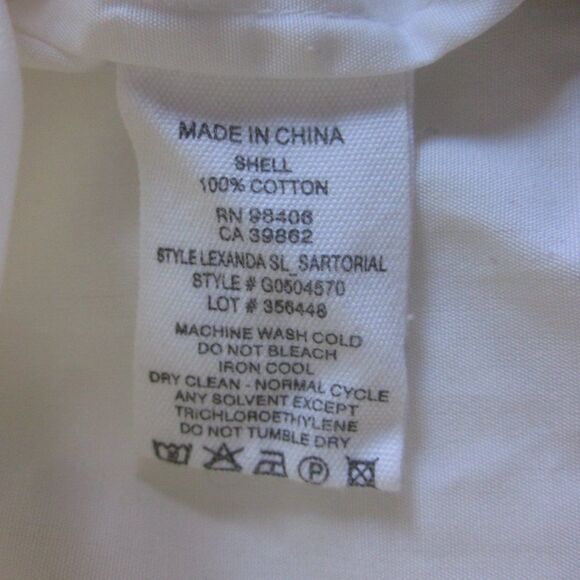 MADE IN CHINA
SHELL
100% COTTON
RN 98406
CA 39862
STYLE LEXANDA SL_SARTORIAL
STYLE # G0504570
LOT # 356448
MACHINE WASH COLD
DO NOT BLEACH
IRON COOL
DRY CLEAN - NORMAL CYCLE
ANY SOLVENT EXCEPT
TRICHLOROETHYLENE
DO NOT TUMBLE DRY
P